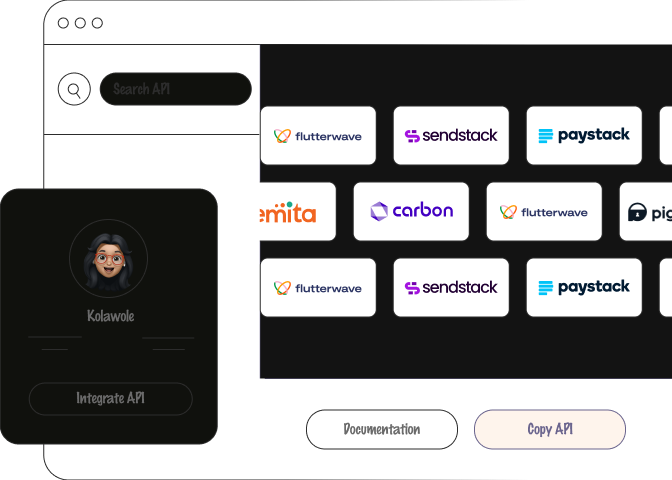 Search API
flutterwave
sendstack
paystack
emita
carbon
flutterwave
pig
flutterwave
sendstack
paystack
Kolawole
Integrate API
Documentation
Copy API